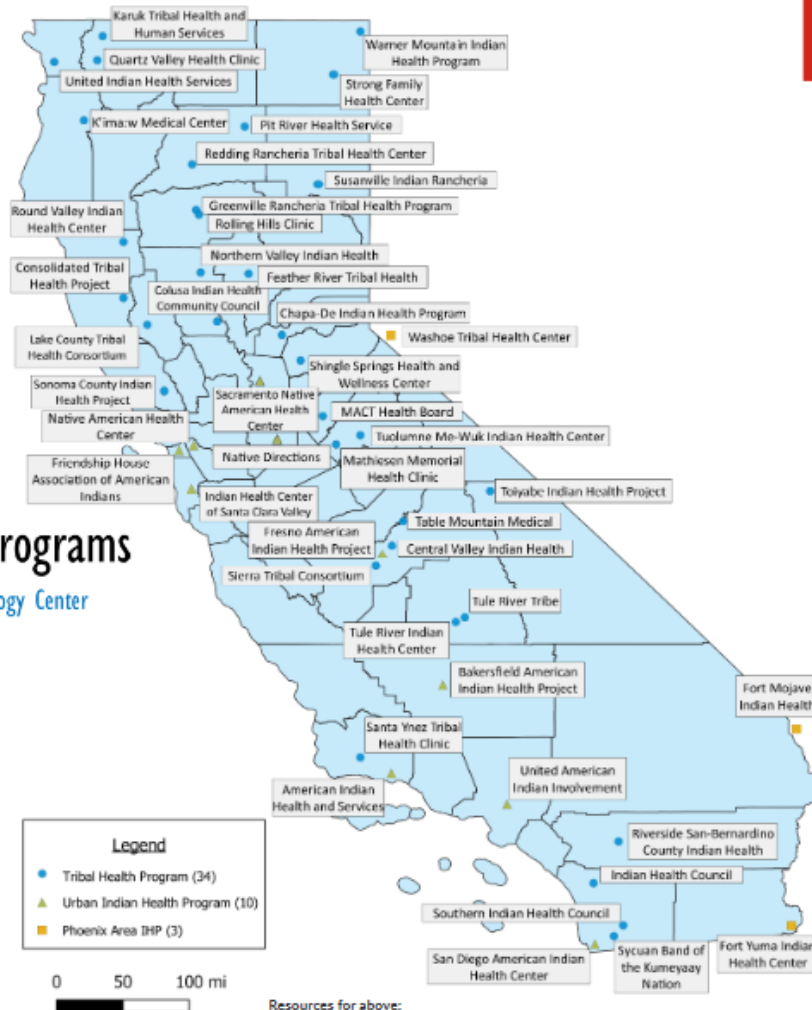 Karuk Tribal Health and
Human Services
Quartz Valley Health Clinic
United Indian Health Services
Warner Mountain Indian
Health Program
Strong Family
Health Center
K'ima:w Medical Center
Pit River Health Service
Redding Rancheria Tribal Health Center
Susanville Indian Rancheria
Greenville Rancheria Tribal Health Program
Rolling Hills Clinic
Round Valley Indian
Health Center
Northern Valley Indian Health
Consolidated Tribal
Health Project
Feather River Tribal Health
Colusa Indian Health
Community Council
Chapa-De Indian Health Program
Washoe Tribal Health Center
Lake County Tribal
Health Consortium
Shingle Springs Health and
Wellness Center
Sonoma County Indian
Health Project
Sacramento Native
American Health
Center
MACT Health Board
Native American Health
Center
Tuolumne Me-Wuk Indian Health Center
Native Directions
Mathiesen Memorial
Health Clinic
Friendship House
Association of American
Indians
Indian Health Center
of Santa Clara Valley
Toiyabe Indian Health Project
Table Mountain Medical
Fresno American
Indian Health Project
Central Valley Indian Health
rograms
Sierra Tribal Consortium
ogy Center
Tule River Tribe
Tule River Indian
Health Center
Bakersfield American
Indian Health Project
Fort Mojave
Indian Health
Santa Ynez Tribal
Health Clinic
United American
Indian Involvement
American Indian
Health and Services
Riverside San-Bernardino
County Indian Health
Indian Health Council
Southern Indian Health Council
San Diego American Indian
Health Center
Sycuan Band of
the Kumeyaay
Nation
Fort Yuma Indian
Health Center
Legend
Tribal Health Program (34)
Urban Indian Health Program (10)
Phoenix Area IHP (3)
0 50 100 mi
Resources for above: